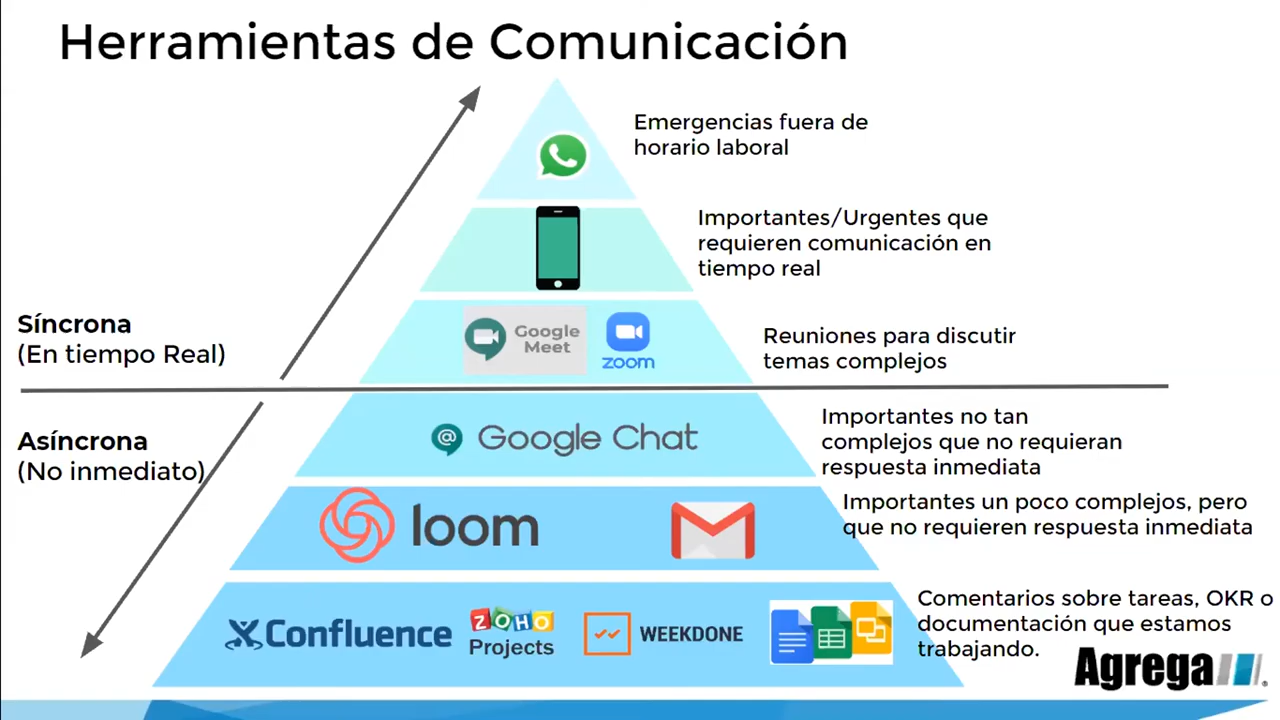 Herramientas de Comunicación
Emergencias fuera de
horario laboral
Importantes/Urgentes que
requieren comunicación en
tiempo real
Síncrona
(En tiempo Real)
Google
Meet
zoom
Reuniones para discutir
temas complejos
Asíncrona
(No inmediato)
@ Google Chat
Importantes no tan
complejos que no requieran
respuesta inmediata
loom
Importantes un poco complejos, pero
que no requieren respuesta inmediata
Confluence
ZOHO
Projects
WEEKDONE
Comentarios sobre tareas, OKR o
documentación que estamos
trabajando.
Agrega®